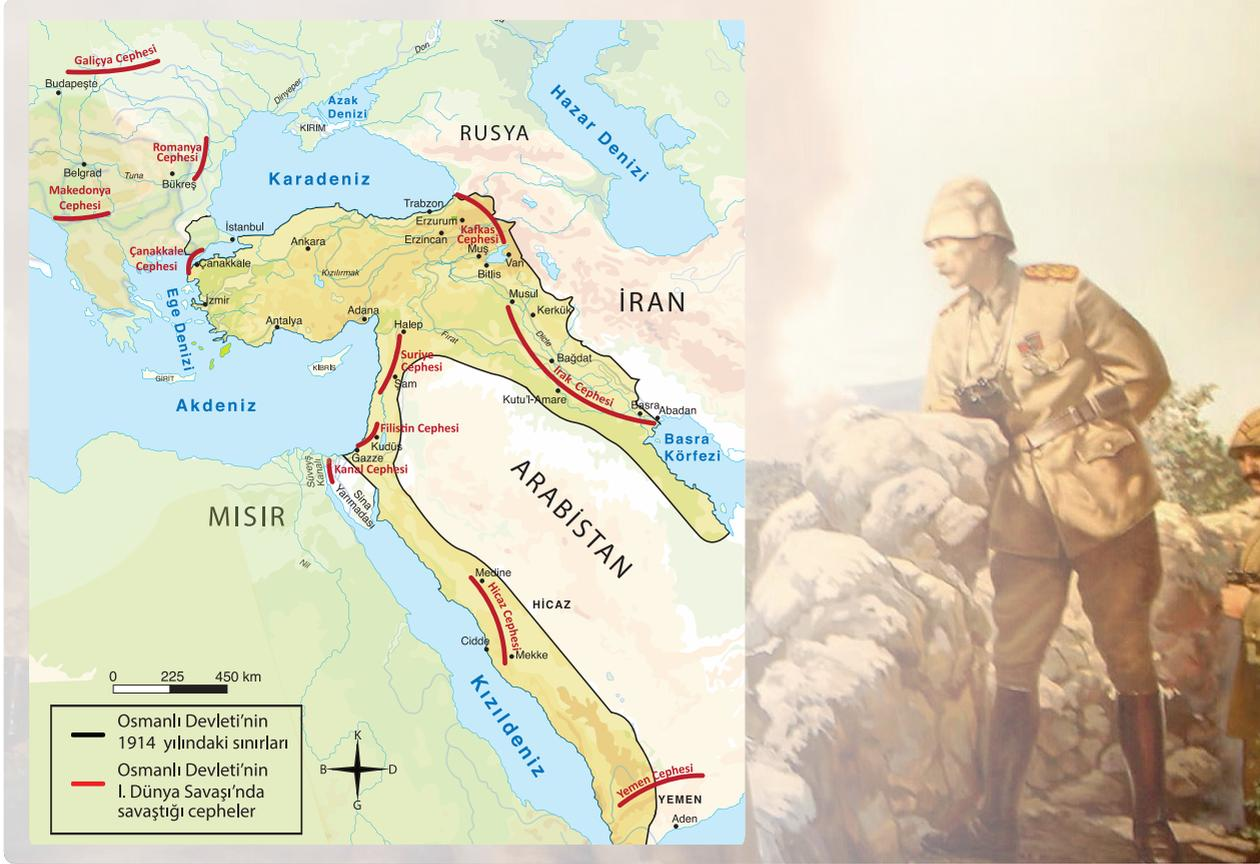 Galiçya Cephesi
Budapeşte
Dinyeper
Don
Azak
Denizi
KIRIM
RUSYA
Hazar Denizi
Romanya
Cephesi
Belgrad
Tuna
Bükreş
Makedonya
Cephesi
Karadeniz
Trabzon
Erzurum
Kafkas
Cephesi
Erzincan
Muş
Bitlis
Van
İstanbul
Ankara
Kızılırmak
Çanakkale
Cephesi
Çanakkale
Ege Denizi
İzmir
Antalya
Adana
Musul
Kerkük
İRAN
Halep
Fırat
Dicle
Bağdat
Suriye
Cephesi
Şam
KIBRIS
GİRİT
Akdeniz
Irak Cephesi
Kutu'l-Amare
Basra
Abadan
Basra
Körfezi
Filistin Cephesi
Kudüs
Gazze
Kanal Cephesi
Süveyş
Kanalı
Sina
Yarımadası
MISIR
Nil
ARABİSTAN
Medine
Hicaz Cephesi
HİCAZ
Cidde
Mekke
Kızıldeniz
Yemen Cephesi
YEMEN
Aden
0 225 450 km
Osmanlı Devleti'nin
1914 yılındaki sınırları
Osmanlı Devleti'nin
I. Dünya Savaşı'nda
savaştığı cepheler
K
B D
G